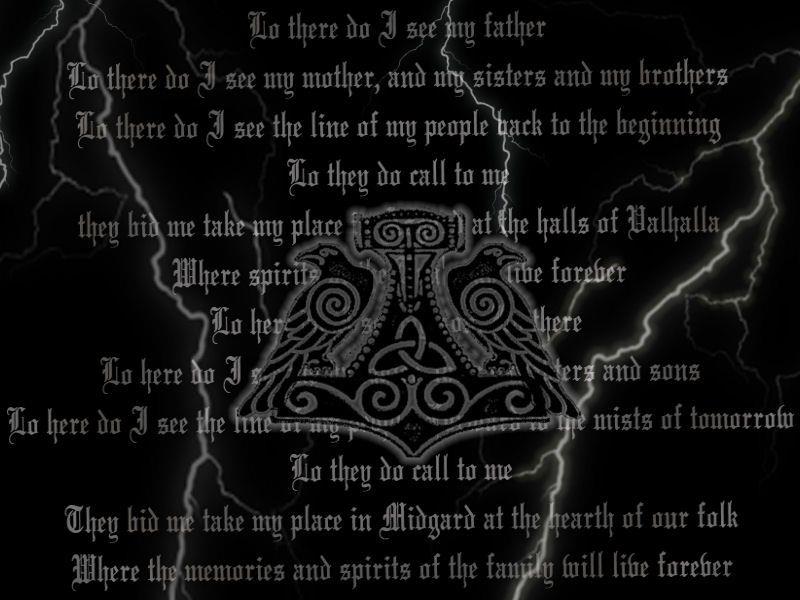 Lo there do I see my father
Lo there do I see my mother, and my sisters and my brothers
Lo there do I see the line of my people back to the beginning
Lo they do call to me
they bid me take my place at the halls of Valhalla
Where spirits live forever
Lo here there
Lo here do I and sons
Lo here do I see the line of my to the mists of tomorrow
Lo they do call to me
They bid me take my place in Midgard at the hearth of our folk
Where the memories and spirits of the family will live forever